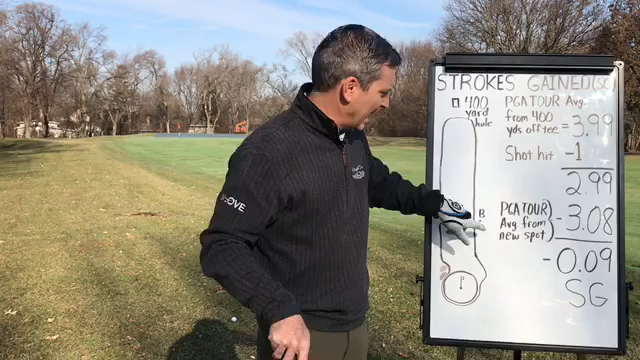 STROKES GAINED (SG)
400
yard
hole
PGA TOUR Avg.
from 400
yds off tee
= 3.99
Shot hit
-1
2.99
B
PGA TOUR
Avg from
new spot
- 3.08
-0.09
SG